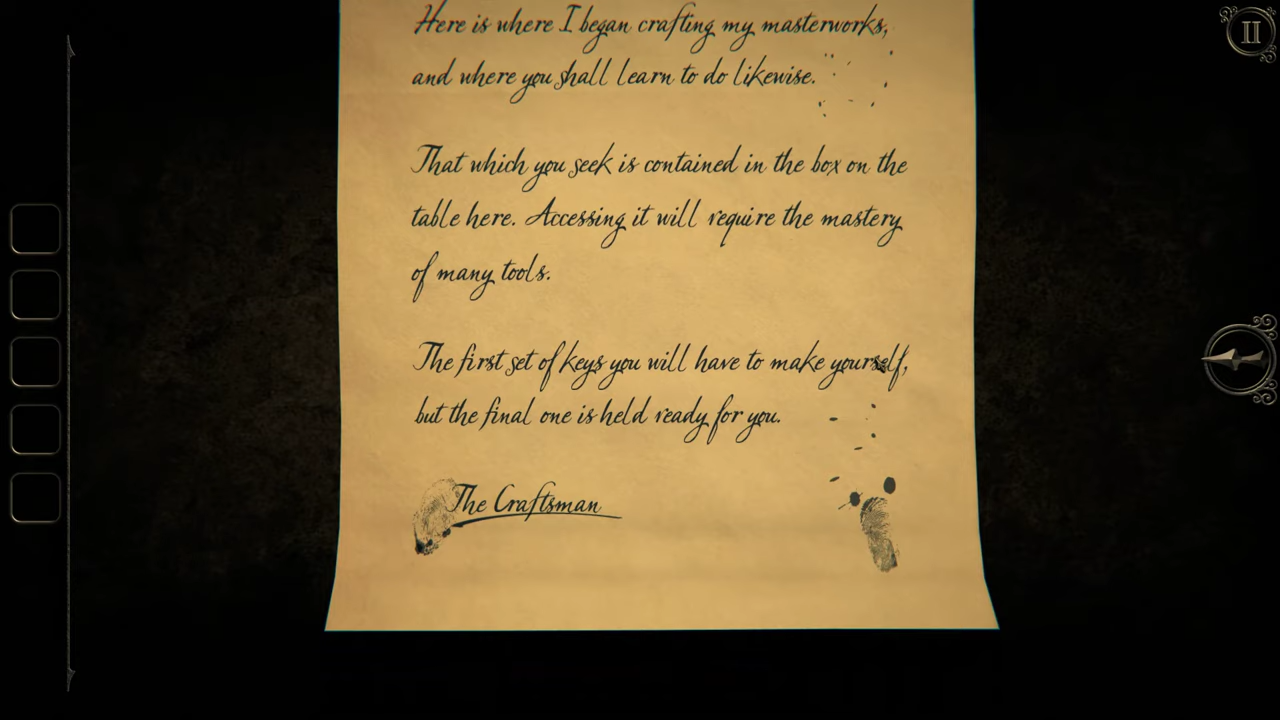 Here is where I began crafting my masterworks,
and where you shall learn to do likewise.
That which you seek is contained in the box on the
table here. Accessing it will require the mastery
of many tools.
The first set of keys you will have to make yourself,
but the final one is held ready for you.
The Craftsman
II